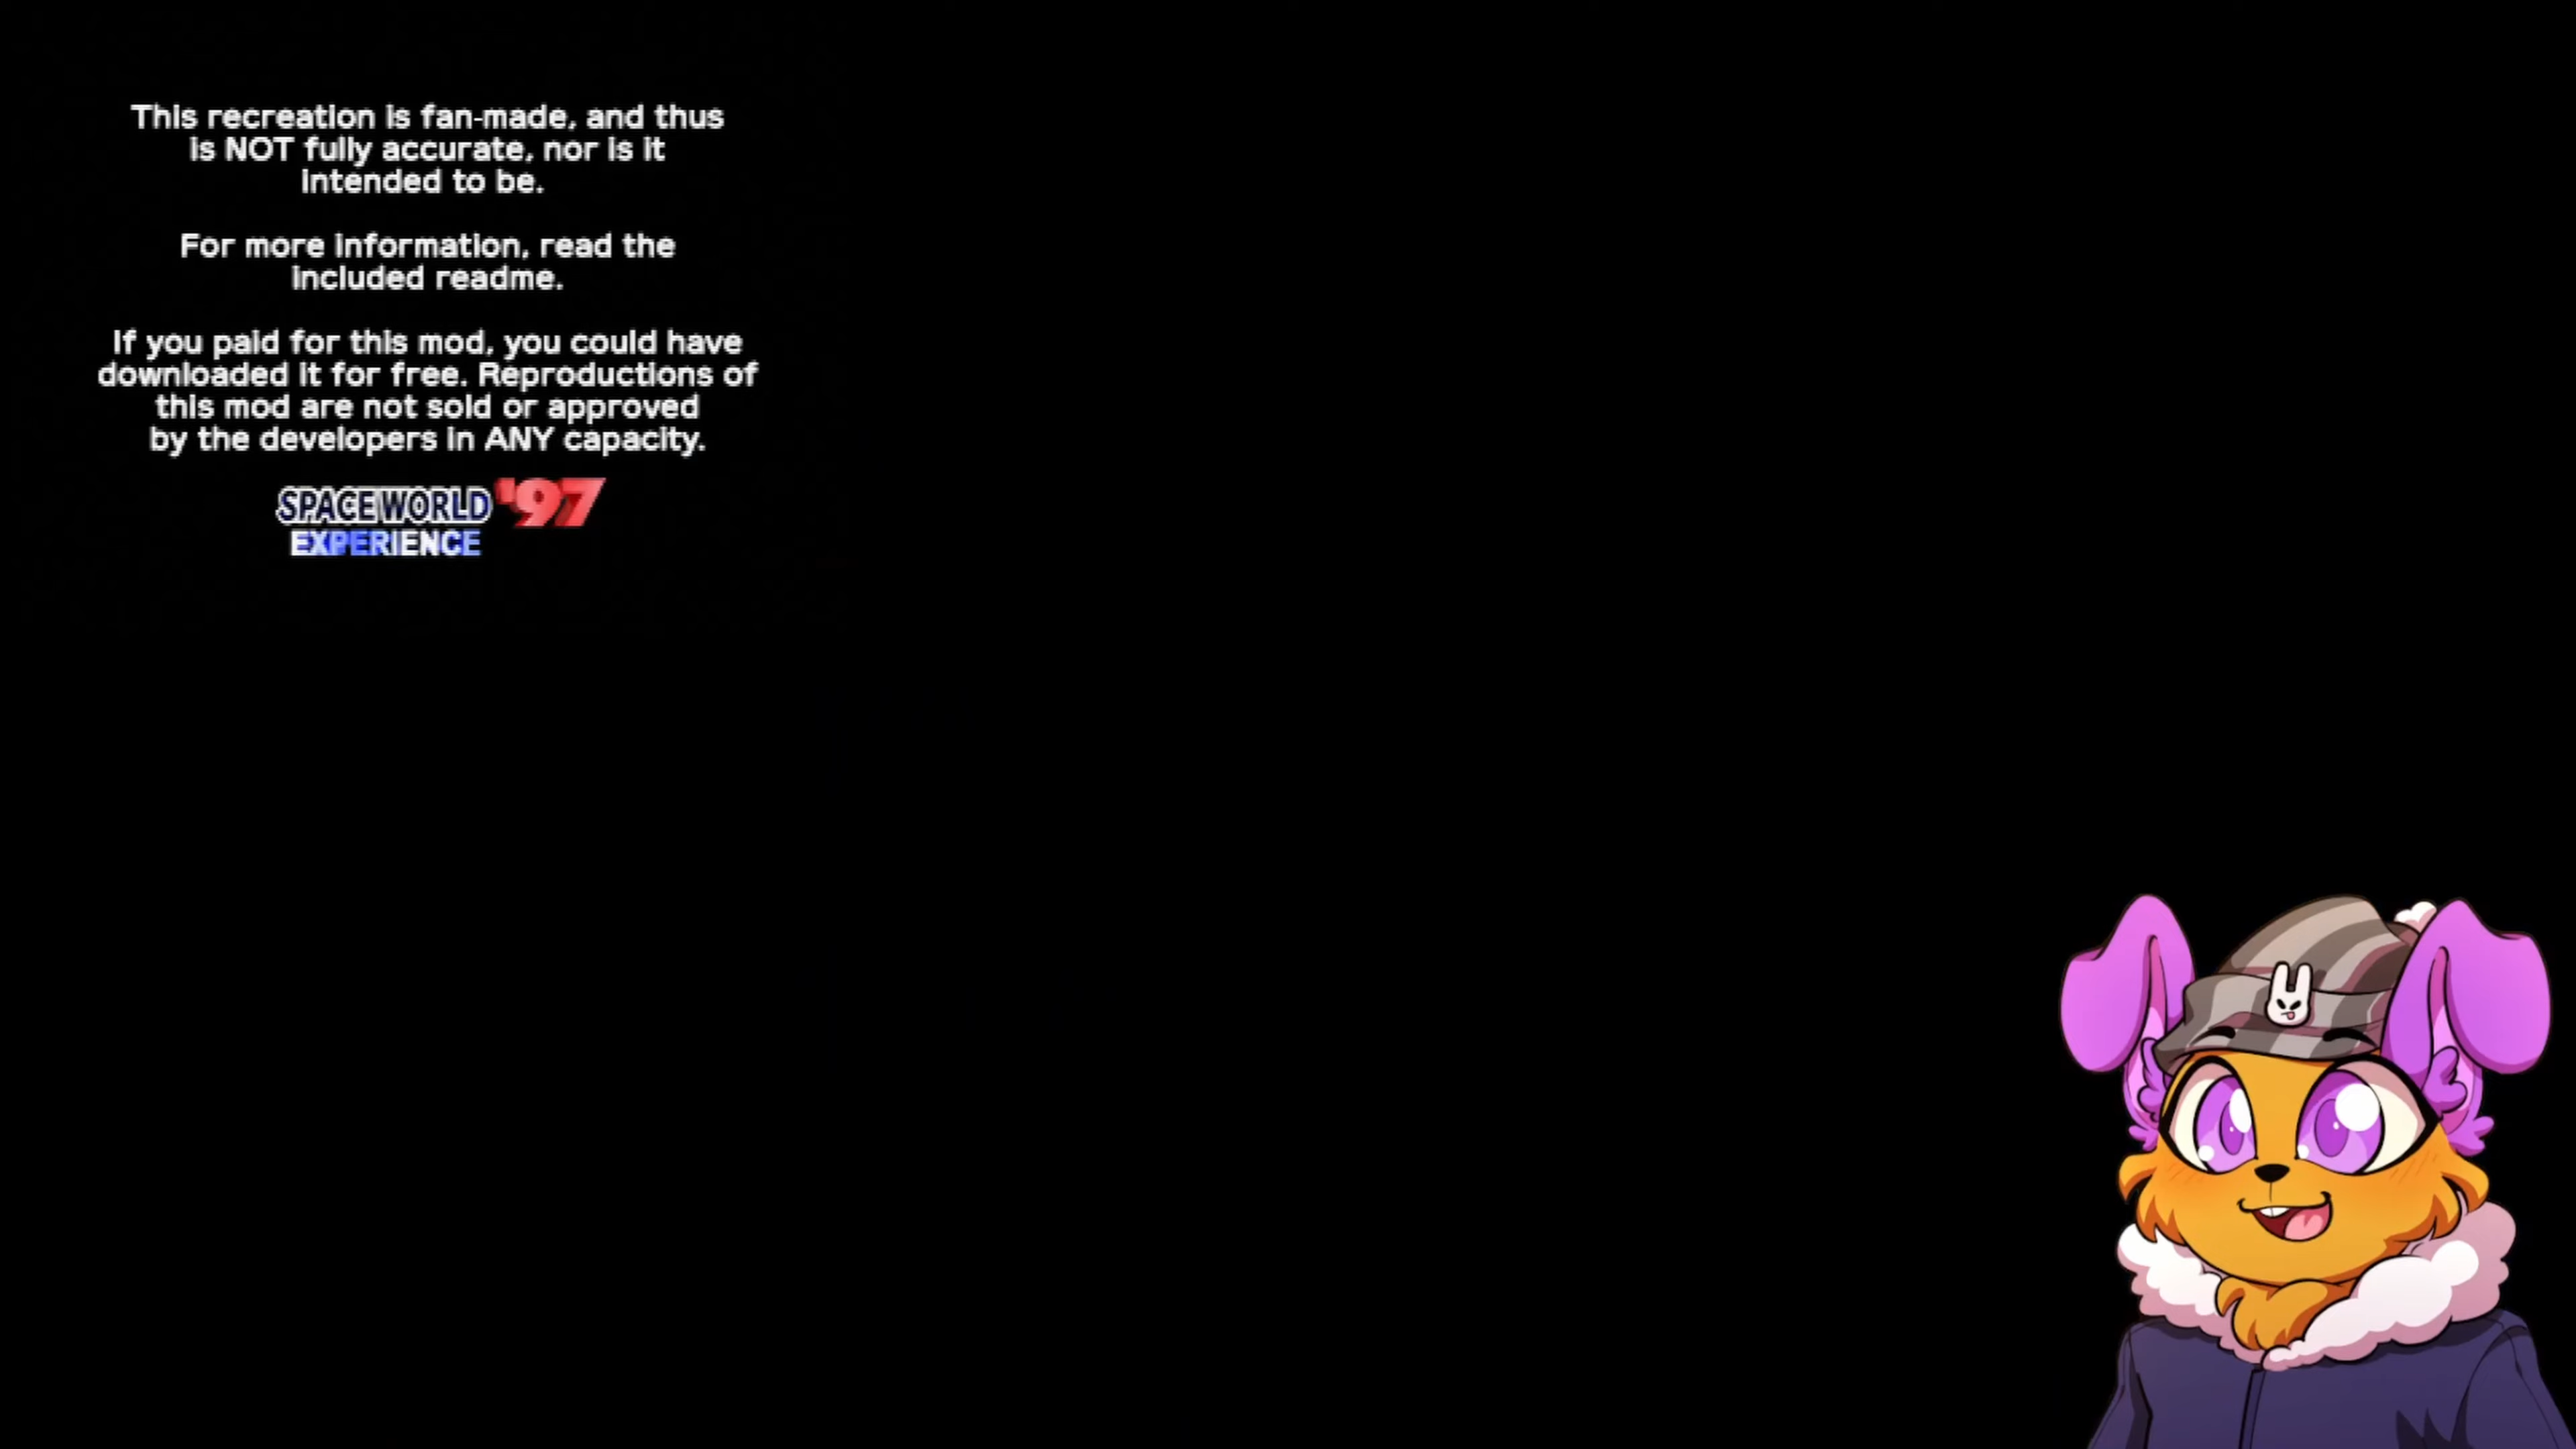 This recreation is fan-made, and thus
is NOT fully accurate, nor is it
intended to be.
For more information, read the
included readme.
If you paid for this mod, you could have
downloaded it for free. Reproductions of
this mod are not sold or approved
by the developers in ANY capacity.
SPACEWORLD '97
EXPERIENCE